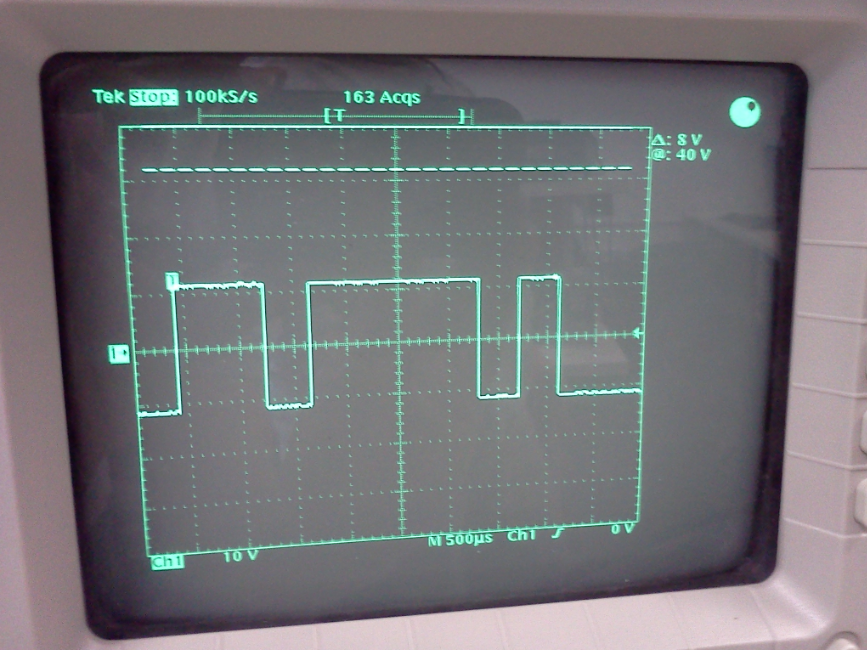 Tek Stop: 100kS/s 163 Acqs
[ T ]
Δ: 8 V
@: 40 V
1
1
Ch1 10 V M 500µs Ch1 0 V